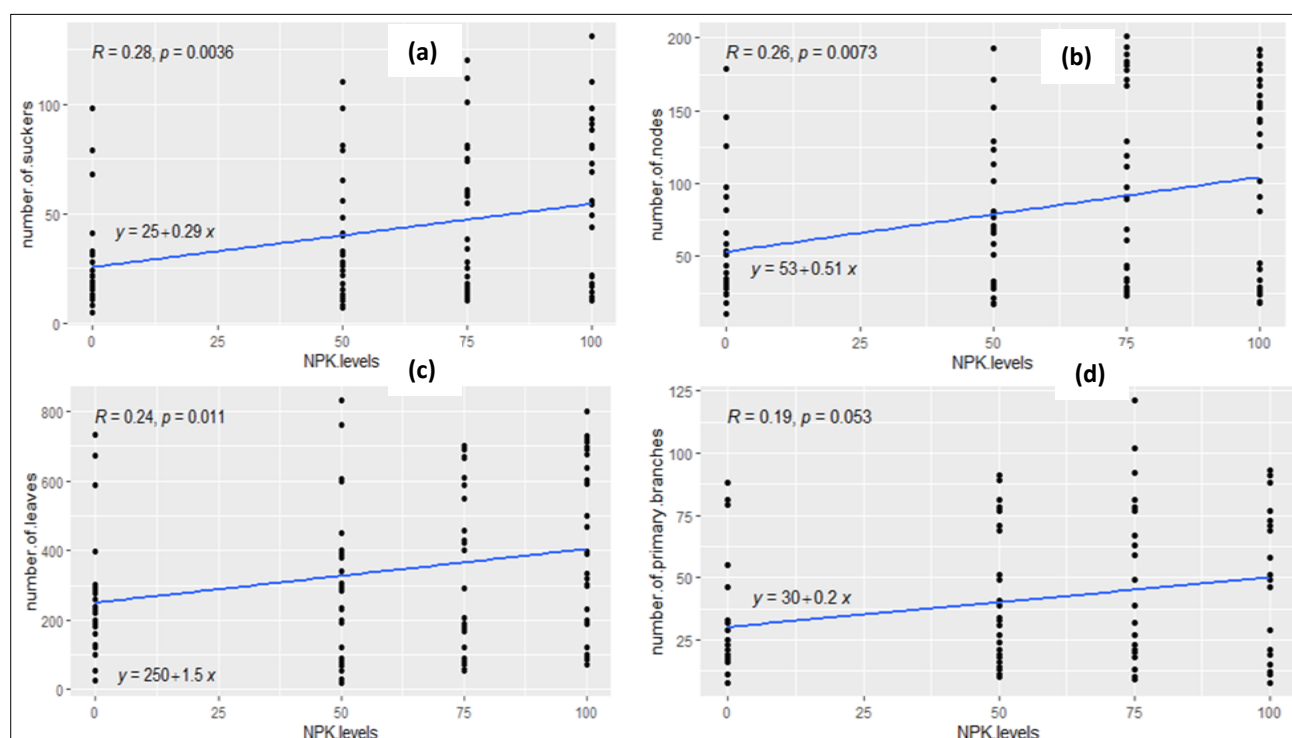 (a)
R = 0.28, p = 0.0036
y = 25+0.29 x
number.of.suckers
100
50
0
0 25 50 75 100
NPK.levels
(b)
R = 0.26, p = 0.0073
y = 53+0.51 x
number.of.nodes
200
150
100
50
0 25 50 75 100
NPK.levels
(c)
R = 0.24, p = 0.011
y = 250+1.5 x
number.of.leaves
800
600
400
200
0
0 25 50 75 100
NPK.levels
(d)
R = 0.19, p = 0.053
y = 30+0.2 x
number.of.primary.branches
125
100
75
50
25
0 25 50 75 100
NPK.levels